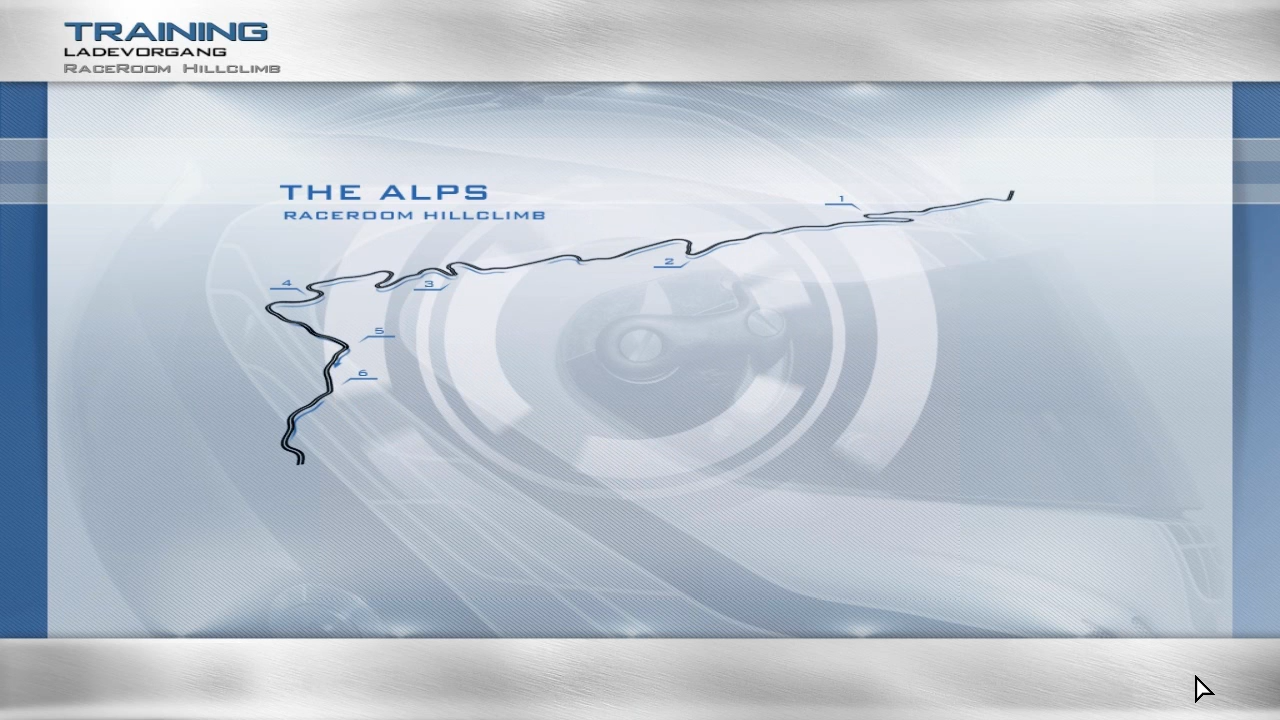 TRAINING
LADEVORGANG
RACEROOM HILLCLIMB
THE ALPS
RACEROOM HILLCLIMB
1
2
3
4
5
6